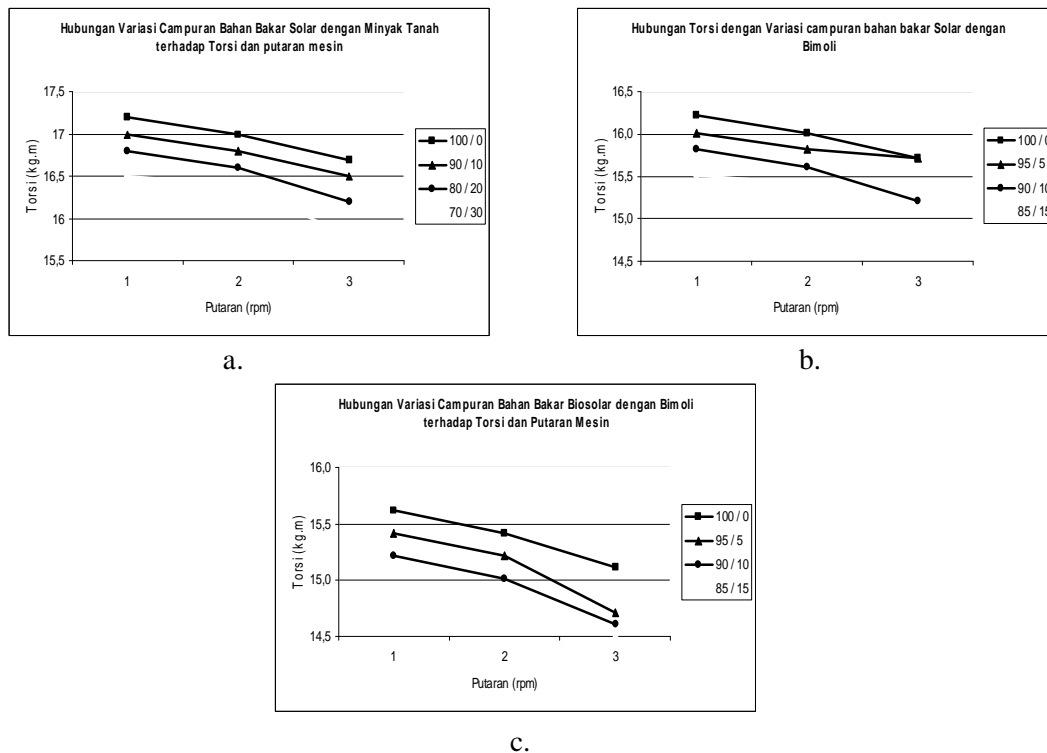 Hubungan Variasi Campuran Bahan Bakar Solar dengan Minyak Tanah
terhadap Torsi dan putaran mesin
17,5
17
16,5
16
15,5
Torsi (kg.m)
1 2 3
Putaran (rpm)
100 / 0
90 / 10
80 / 20
70 / 30
a.
Hubungan Torsi dengan Variasi campuran bahan bakar Solar dengan
Bimoli
16,5
16,0
15,5
15,0
14,5
Torsi (kg.m)
1 2 3
Putaran (rpm)
100 / 0
95 / 5
90 / 10
85 / 15
b.
Hubungan Variasi Campuran Bahan Bakar Biosolar dengan Bimoli
terhadap Torsi dan Putaran Mesin
16,0
15,5
15,0
14,5
Torsi (kg.m)
1 2 3
Putaran (rpm)
100 / 0
95 / 5
90 / 10
85 / 15
c.